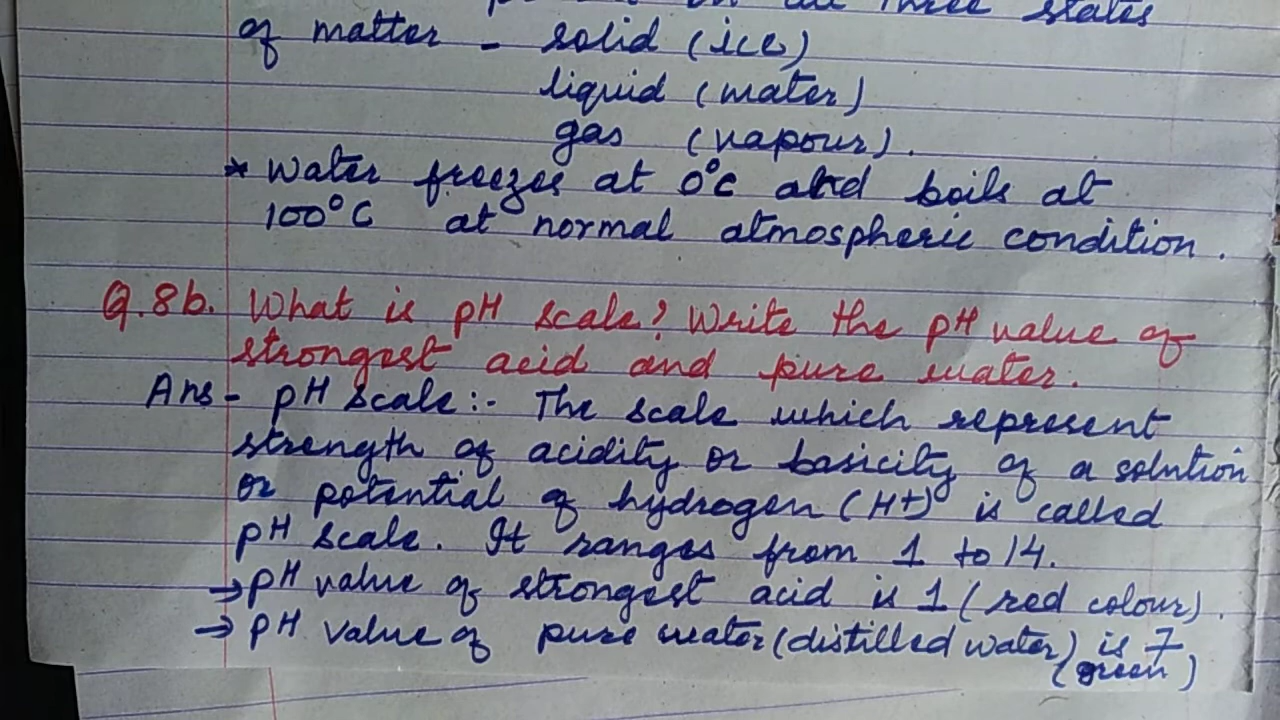 in all three states
of matter - solid (ice)
liquid (water)
gas (vapour).
* Water freezes at 0°C and boils at
100°C at normal atmospheric condition.
Q.8b. What is pH scale? Write the pH value of
strongest acid and pure water.
Ans - pH Scale :- The scale which represent
strength of acidity or basicity of a solution
or potential of hydrogen (H+) is called
pH scale. It ranges from 1 to 14.
→ pH value of strongest acid is 1 (red colour).
→ pH value of pure water (distilled water) is 7
(green)